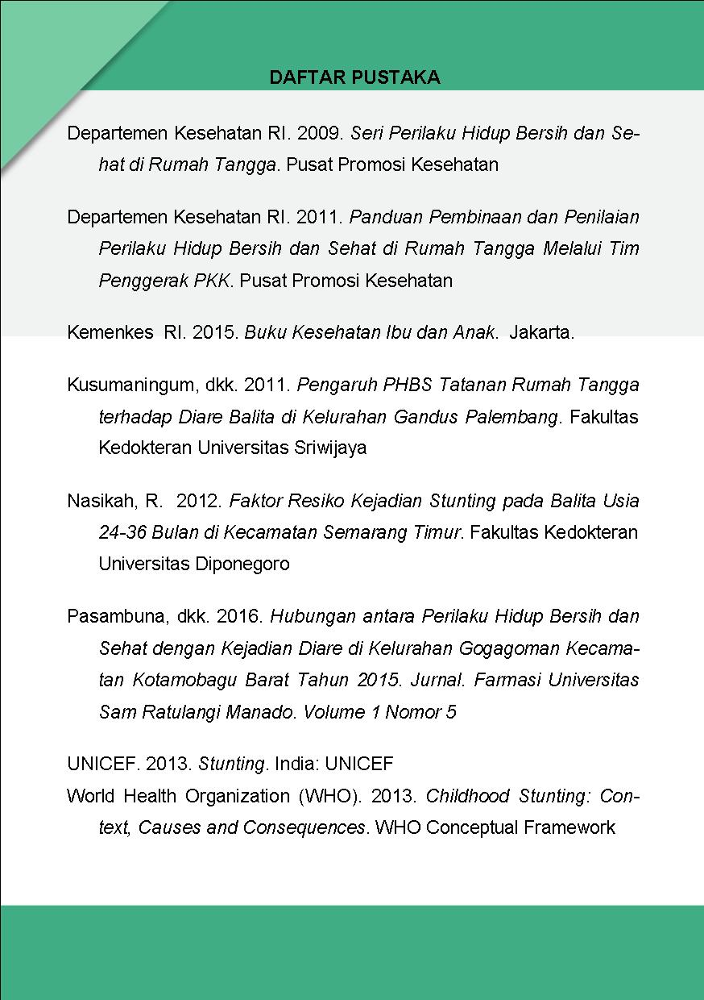 DAFTAR PUSTAKA
Departemen Kesehatan RI. 2009. Seri Perilaku Hidup Bersih dan Se-
hat di Rumah Tangga. Pusat Promosi Kesehatan
Departemen Kesehatan RI. 2011. Panduan Pembinaan dan Penilaian
Perilaku Hidup Bersih dan Sehat di Rumah Tangga Melalui Tim
Penggerak PKK. Pusat Promosi Kesehatan
Kemenkes  RI. 2015. Buku Kesehatan Ibu dan Anak.  Jakarta.
Kusumaningum, dkk. 2011. Pengaruh PHBS Tatanan Rumah Tangga
terhadap Diare Balita di Kelurahan Gandus Palembang. Fakultas
Kedokteran Universitas Sriwijaya
Nasikah, R.  2012. Faktor Resiko Kejadian Stunting pada Balita Usia
24-36 Bulan di Kecamatan Semarang Timur. Fakultas Kedokteran
Universitas Diponegoro
Pasambuna, dkk. 2016. Hubungan antara Perilaku Hidup Bersih dan
Sehat dengan Kejadian Diare di Kelurahan Gogagoman Kecama-
tan Kotamobagu Barat Tahun 2015. Jurnal. Farmasi Universitas
Sam Ratulangi Manado. Volume 1 Nomor 5
UNICEF. 2013. Stunting. India: UNICEF
World Health Organization (WHO). 2013. Childhood Stunting: Con-
text, Causes and Consequences. WHO Conceptual Framework